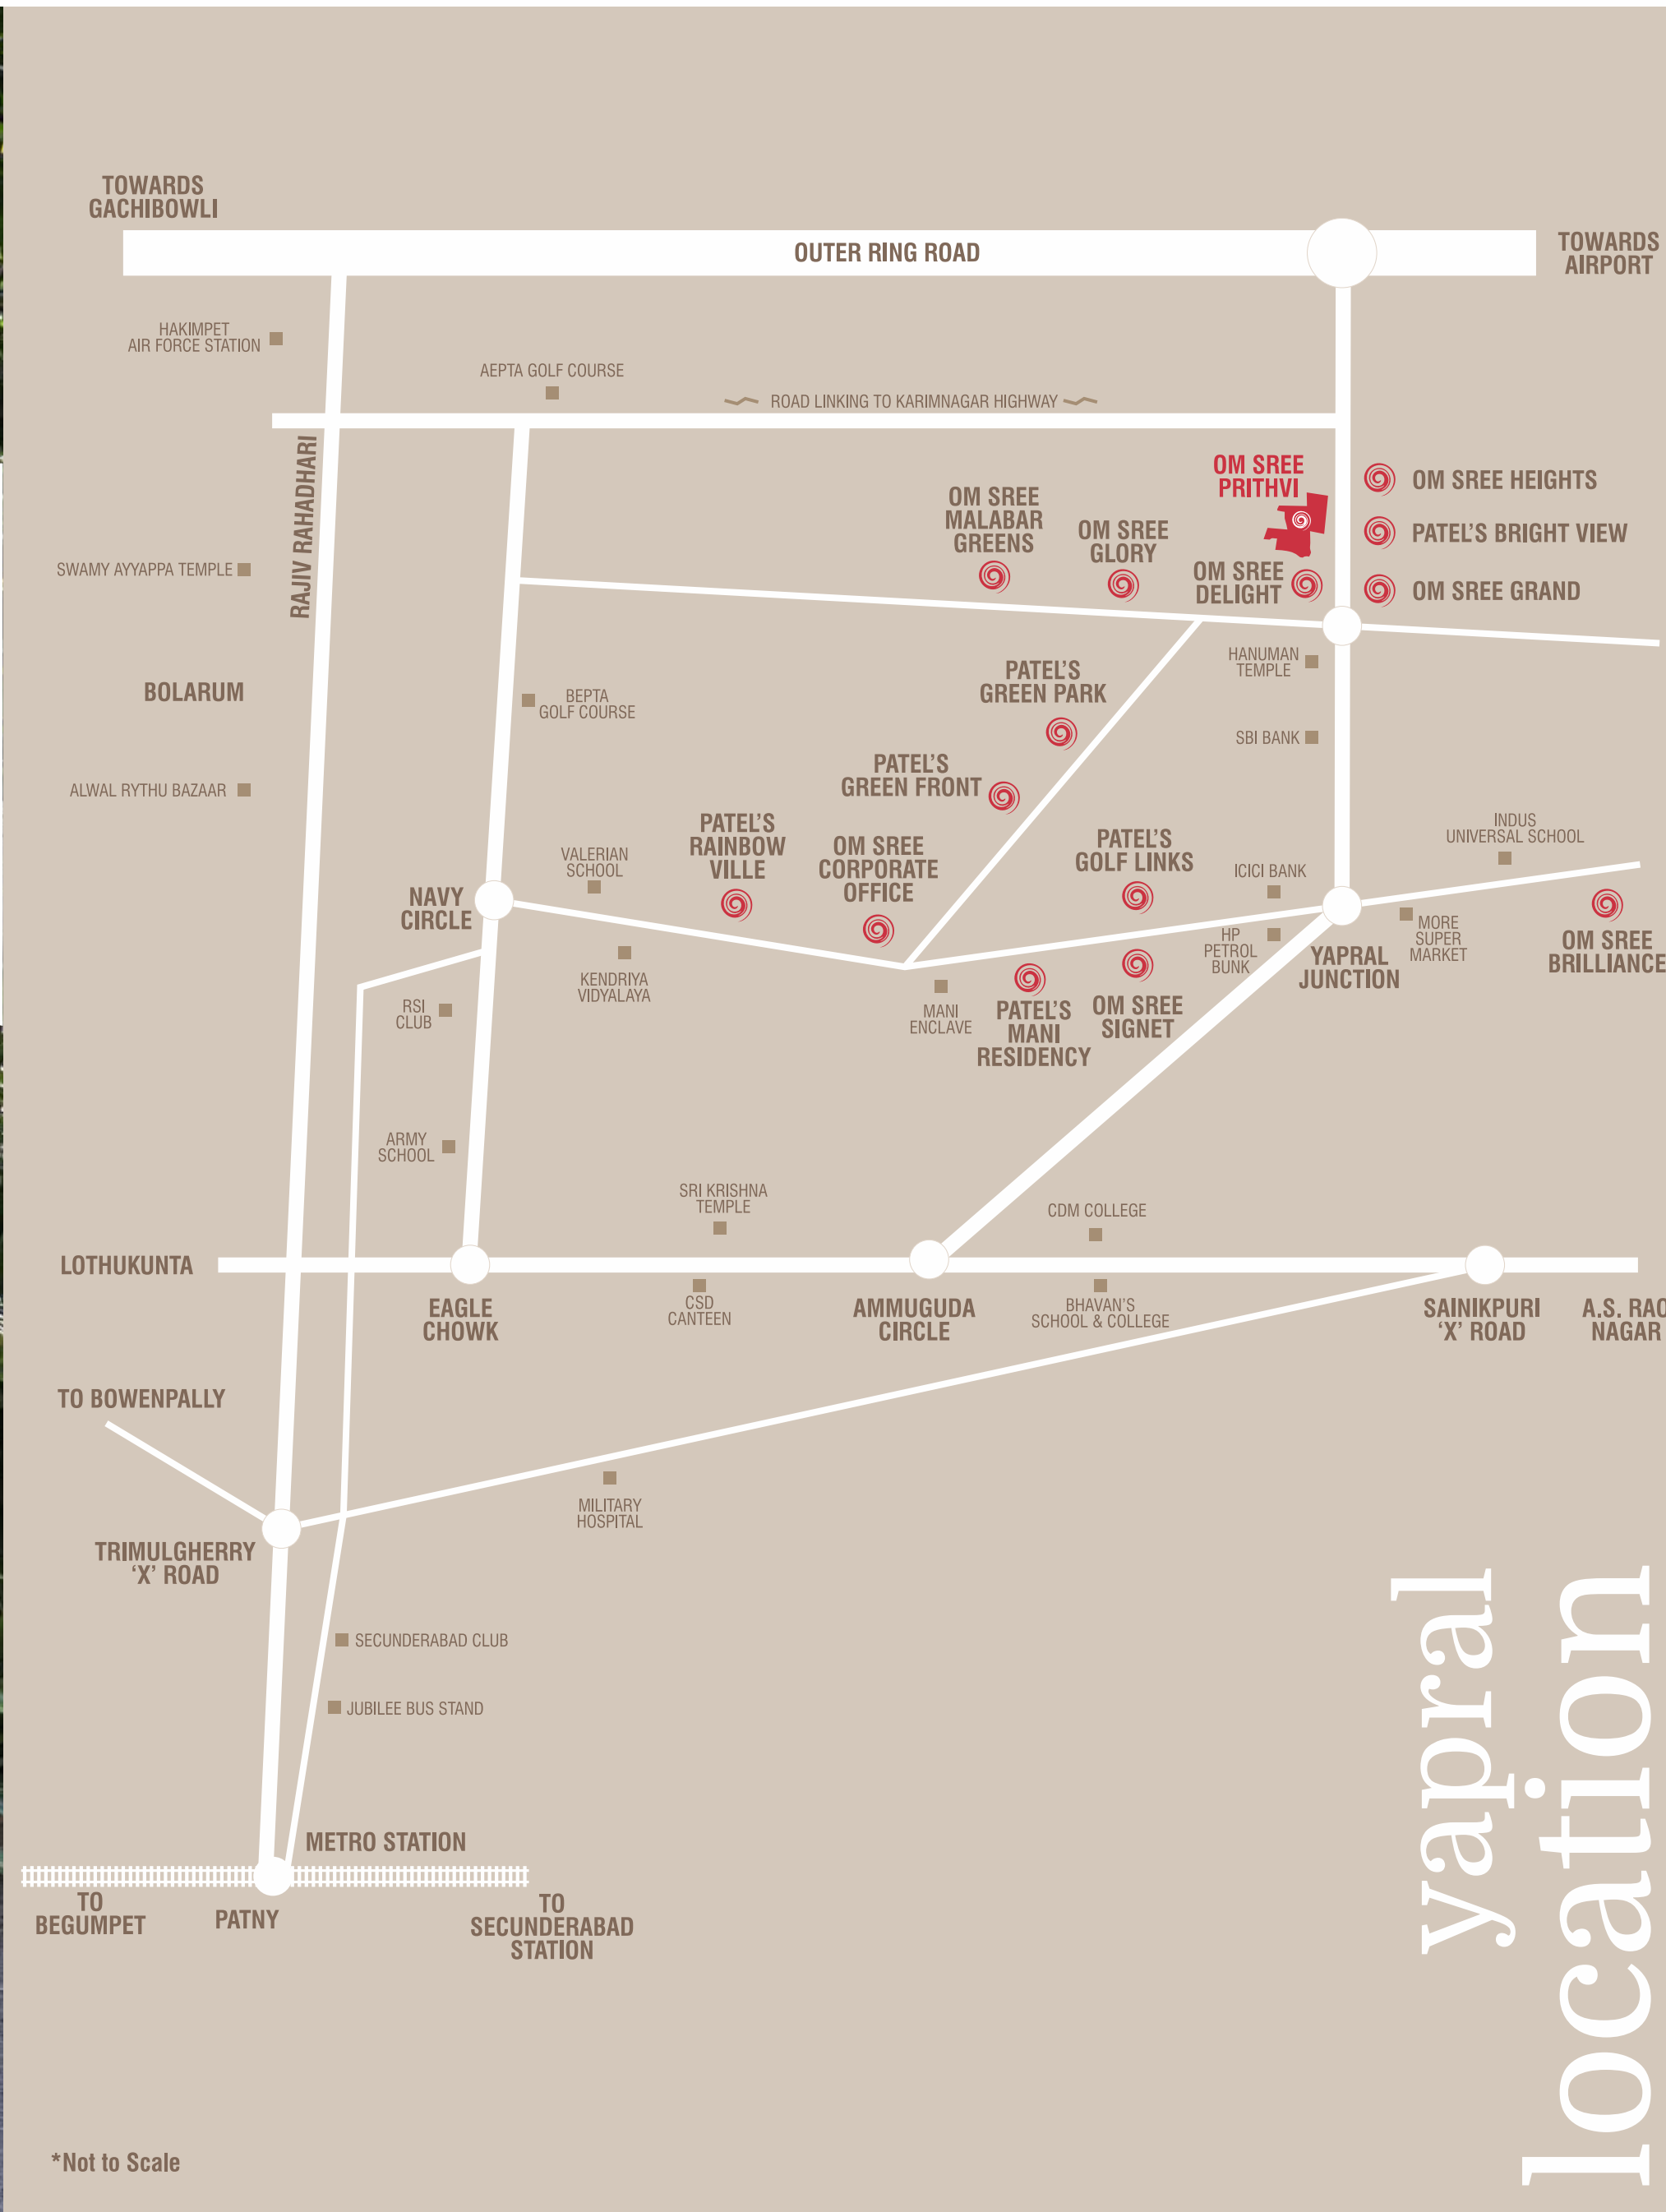 TOWARDS
GACHIBOWLI
OUTER RING ROAD
TOWARDS
AIRPORT
HAKIMPET
AIR FORCE STATION
AEPTA GOLF COURSE
ROAD LINKING TO KARIMNAGAR HIGHWAY
RAJIV RAHADHARI
OM SREE
PRITHVI
OM SREE HEIGHTS
OM SREE
MALABAR
GREENS
OM SREE
GLORY
PATEL'S BRIGHT VIEW
OM SREE
DELIGHT
OM SREE GRAND
SWAMY AYYAPPA TEMPLE
HANUMAN
TEMPLE
BOLARUM
BEPTA
GOLF COURSE
PATEL'S
GREEN PARK
SBI BANK
ALWAL RYTHU BAZAAR
PATEL'S
GREEN FRONT
PATEL'S
RAINBOW
VILLE
OM SREE
CORPORATE
OFFICE
PATEL'S
GOLF LINKS
INDUS
UNIVERSAL SCHOOL
VALERIAN
SCHOOL
ICICI BANK
NAVY
CIRCLE
HP
PETROL
BUNK
YAPRAL
JUNCTION
MORE
SUPER
MARKET
OM SREE
BRILLIANCE
KENDRIYA
VIDYALAYA
RSI
CLUB
MANI
ENCLAVE
PATEL'S
MANI
RESIDENCY
OM SREE
SIGNET
ARMY
SCHOOL
SRI KRISHNA
TEMPLE
CDM COLLEGE
LOTHUKUNTA
EAGLE
CHOWK
CSD
CANTEEN
AMMUGUDA
CIRCLE
BHAVAN'S
SCHOOL & COLLEGE
SAINIKPURI
‘X’ ROAD
A.S. RAO
NAGAR
TO BOWENPALLY
MILITARY
HOSPITAL
TRIMULGHERRY
‘X’ ROAD
SECUNDERABAD CLUB
JUBILEE BUS STAND
METRO STATION
TO
BEGUMPET
PATNY
TO
SECUNDERABAD
STATION
yapral
location
*Not to Scale